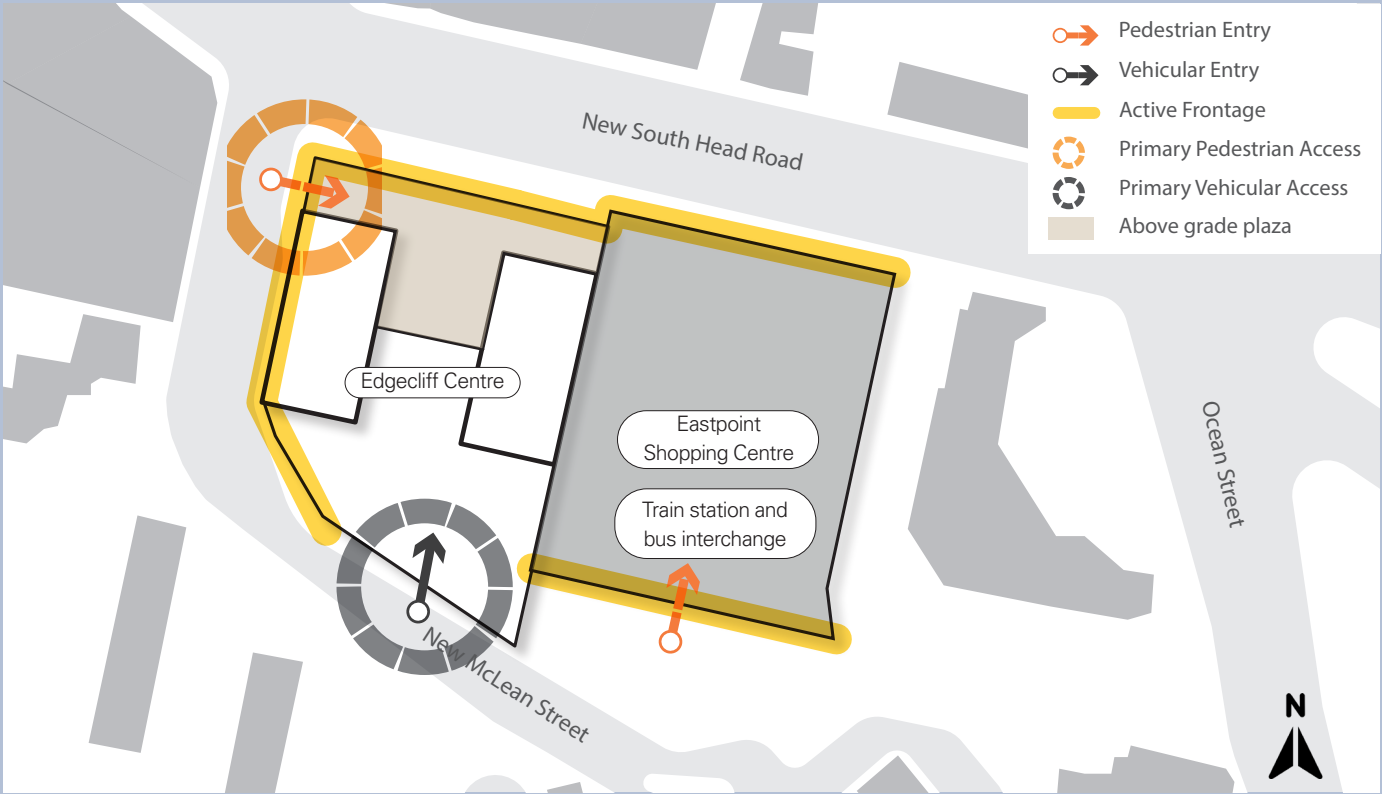 Pedestrian Entry
Vehicular Entry
Active Frontage
Primary Pedestrian Access
Primary Vehicular Access
Above grade plaza
New South Head Road
Edgecliff Centre
Eastpoint
Shopping Centre
Train station and
bus interchange
Ocean Street
New McLean Street
N